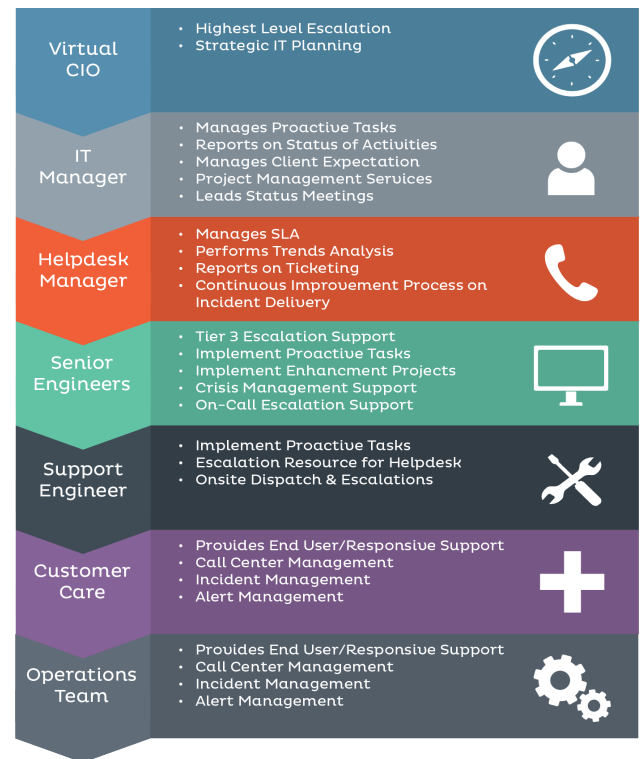 Virtual
CIO
• Highest Level Escalation
• Strategic IT Planning
IT
Manager
• Manages Proactive Tasks
• Reports on Status of Activities
• Manages Client Expectation
• Project Management Services
• Leads Status Meetings
Helpdesk
Manager
• Manages SLA
• Performs Trends Analysis
• Reports on Ticketing
• Continuous Improvement Process on
Incident Delivery
Senior
Engineers
• Tier 3 Escalation Support
• Implement Proactive Tasks
• Implement Enhancment Projects
• Crisis Management Support
• On-Call Escalation Support
Support
Engineer
• Implement Proactive Tasks
• Escalation Resource for Helpdesk
• Onsite Dispatch & Escalations
Customer
Care
• Provides End User/Responsive Support
• Call Center Management
• Incident Management
• Alert Management
Operations
Team
• Provides End User/Responsive Support
• Call Center Management
• Incident Management
• Alert Management